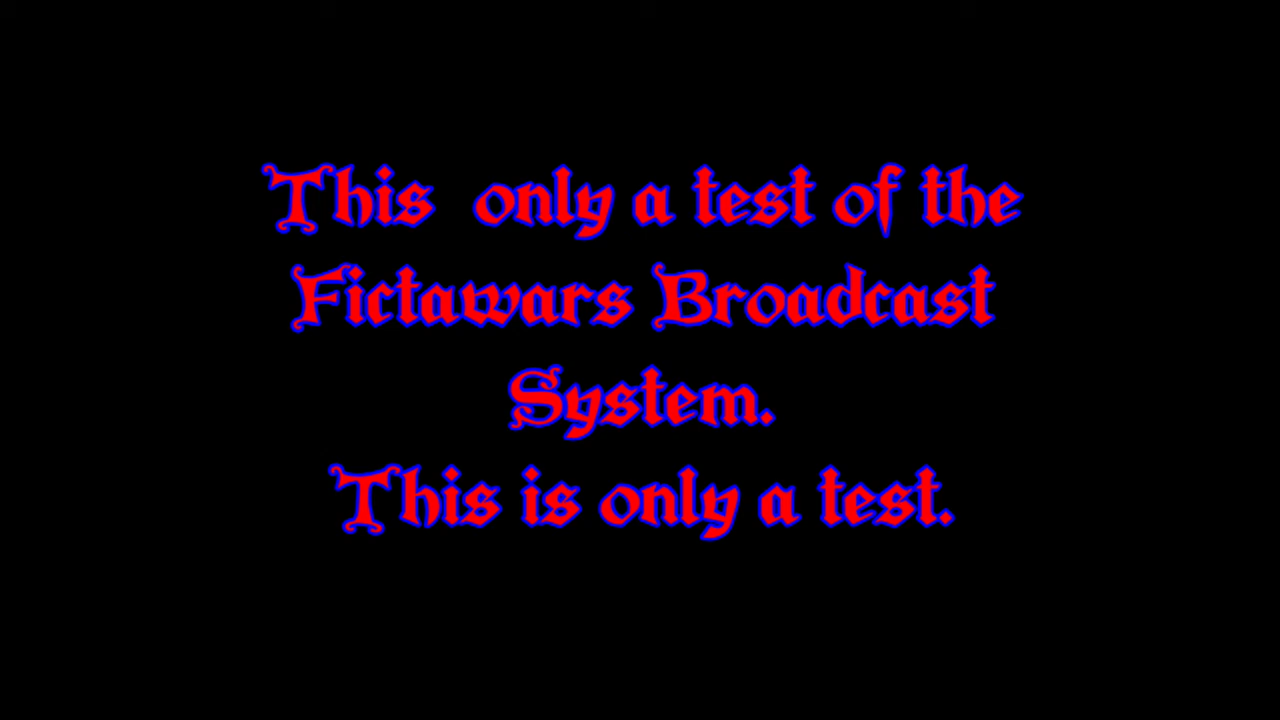 This  only a test of the
Fictawars Broadcast
System.
This is only a test.